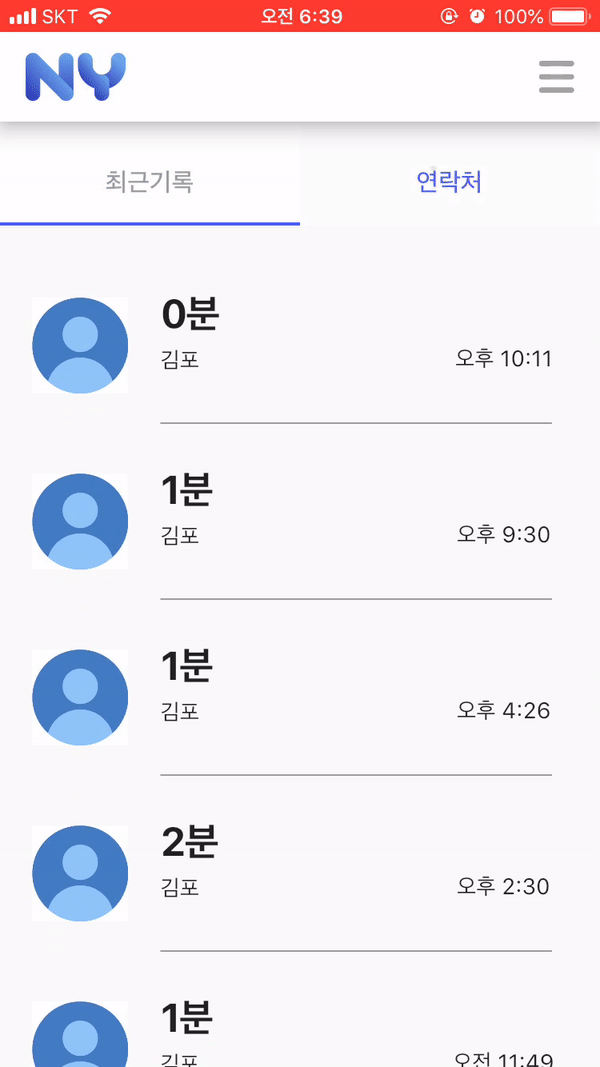 SKT 오전 6:39 100%
NY
최근기록 연락처
0분
김포 오후 10:11
1분
김포 오후 9:30
1분
김포 오후 4:26
2분
김포 오후 2:30
1분
김포 오전 11:49